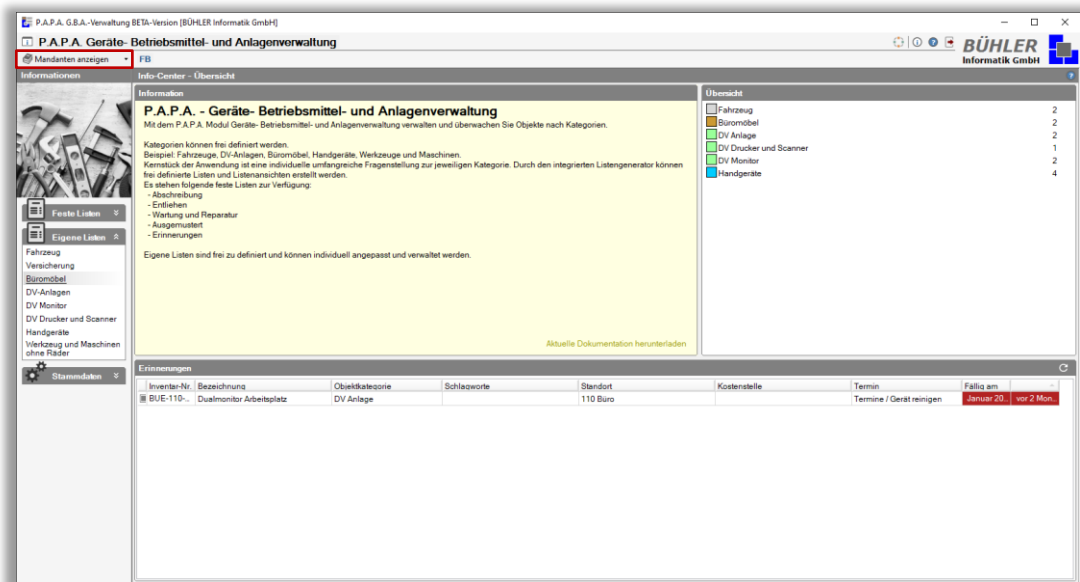 P.A.P.A. G.B.A.-Verwaltung BETA-Version [BÜHLER Informatik GmbH]
P.A.P.A. Geräte- Betriebsmittel- und Anlagenverwaltung
BÜHLER
Informatik GmbH
Mandanten anzeigen
FB
Informationen
Info-Center - Übersicht
Information
P.A.P.A. - Geräte- Betriebsmittel- und Anlagenverwaltung
Mit dem P.A.P.A. Modul Geräte- Betriebsmittel- und Anlagenverwaltung verwalten und überwachen Sie Objekte nach Kategorien.
Kategorien können frei definiert werden.
Beispiel: Fahrzeuge, DV-Anlagen, Büromöbel, Handgeräte, Werkzeuge und Maschinen.
Kernstück der Anwendung ist eine individuelle umfangreiche Fragenstellung zur jeweiligen Kategorie. Durch den integrierten Listengenerator können
frei definierte Listen und Listenansichten erstellt werden.
Es stehen folgende feste Listen zur Verfügung:
- Abschreibung
- Entliehen
- Wartung und Reparatur
- Ausgemustert
- Erinnerungen
Eigene Listen sind frei zu definiert und können individuell angepasst und verwaltet werden.
Aktuelle Dokumentation herunterladen
Übersicht
Fahrzeug 2
Büromöbel 2
DV Anlage 2
DV Drucker und Scanner 1
DV Monitor 2
Handgeräte 4
Feste Listen
Eigene Listen
Fahrzeug
Versicherung
Büromöbel
DV-Anlagen
DV Monitor
DV Drucker und Scanner
Handgeräte
Werkzeug und Maschinen
ohne Räder
Stammdaten
Erinnerungen
Inventar-Nr. Bezeichnung Objektkategorie Schlagworte Standort Kostenstelle Termin Fällig am
BUE-110-.. Dualmonitor Arbeitsplatz DV Anlage 110 Büro Termine / Gerät reinigen Januar 20.. vor 2 Mon..